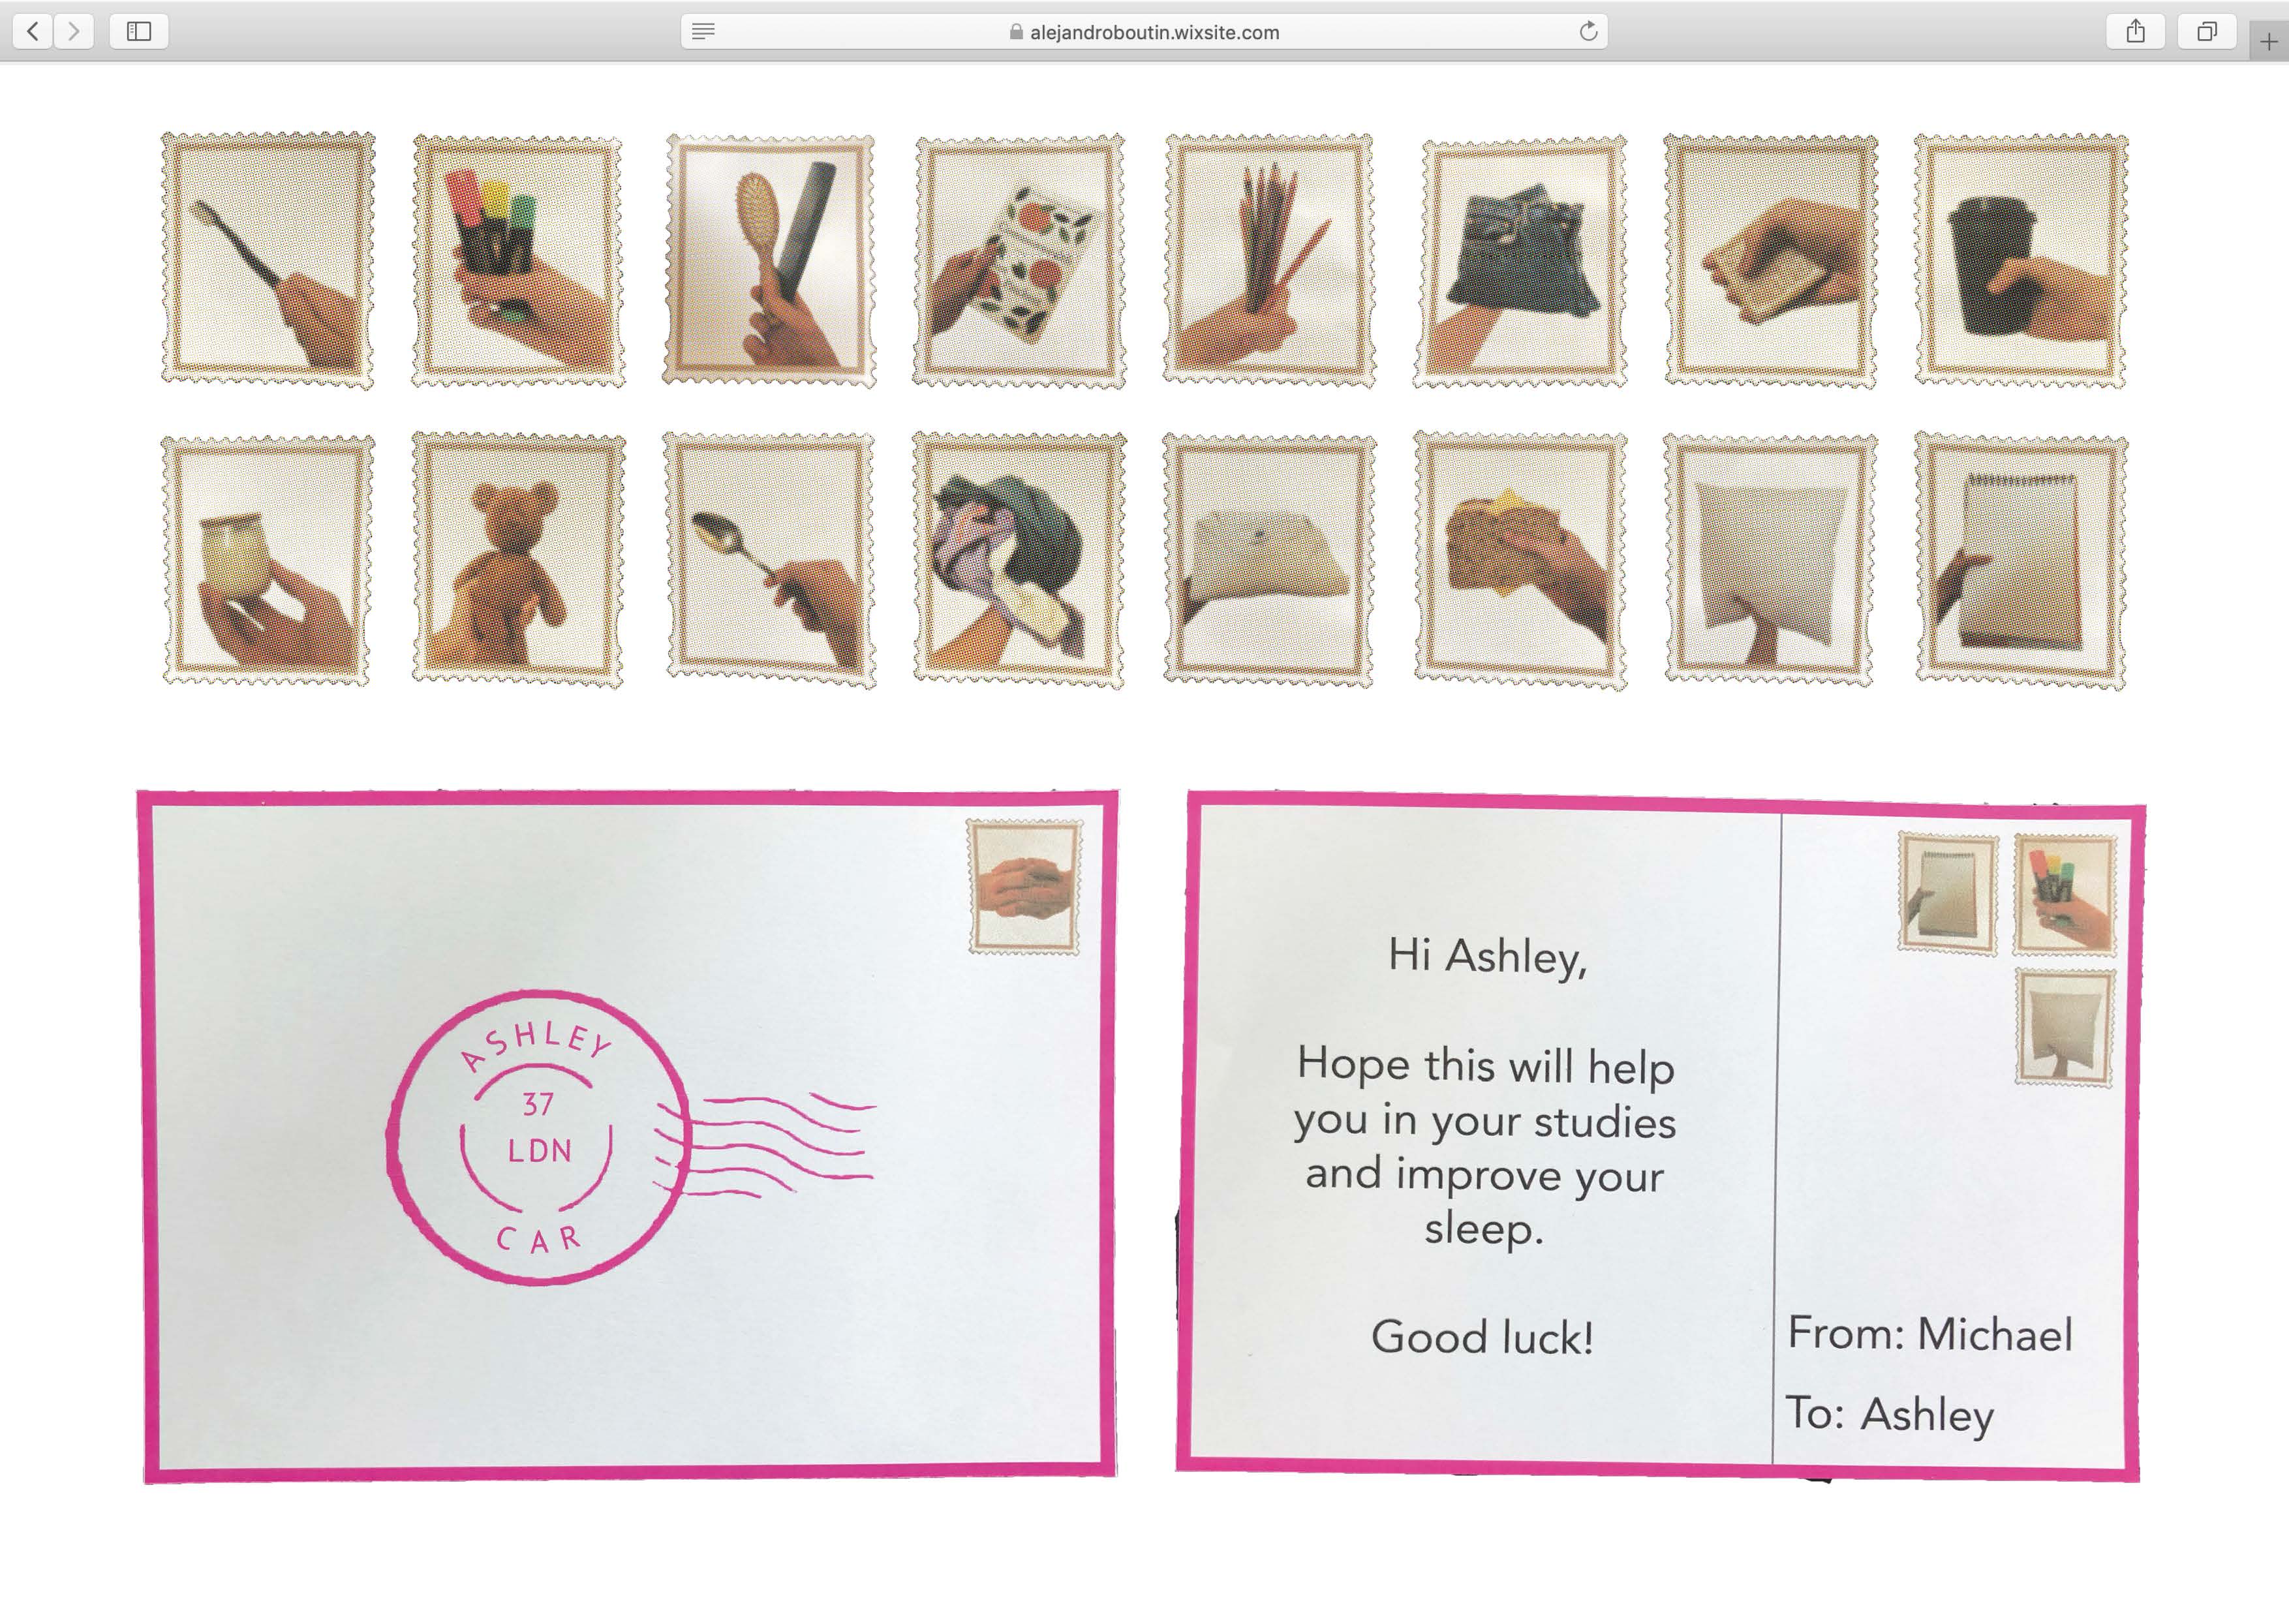 alejandroboutin.wixsite.com
ASHLEY
37
LDN
CAR
Hi Ashley,
Hope this will help
you in your studies
and improve your
sleep.
Good luck!
From: Michael
To: Ashley